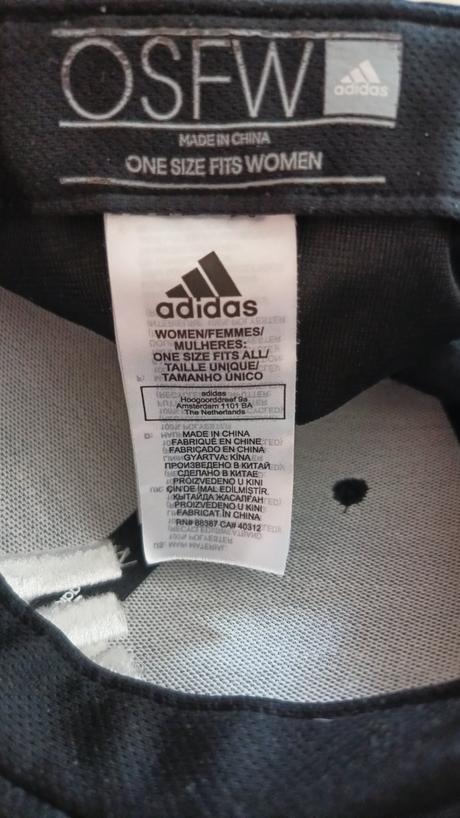 OSFW
adidas
MADE IN CHINA
ONE SIZE FITS WOMEN
adidas
WOMEN/FEMMES/
MULHERES:
ONE SIZE FITS ALL/
TAILLE UNIQUE/
TAMANHO ÚNICO
adidas
Hoogoorddreef 9a
Amsterdam 1101 BA
The Netherlands
MADE IN CHINA
FABRIQUÉ EN CHINE
FABRICADO EN CHINA
GYÁRTVA: KÍNA
ПРОИЗВЕДЕНО В КИТАЙ
СДЕЛАНО В КИТАЕ
PROIZVEDENO U KINI
ÇİN'DE İMAL EDİLMİŞTİR.
ҚЫТАЙДА ЖАСАЛҒАН
PROIZVEDENO U KINI
FABRICAT ÎN CHINA
RN# 88387 CA# 40312